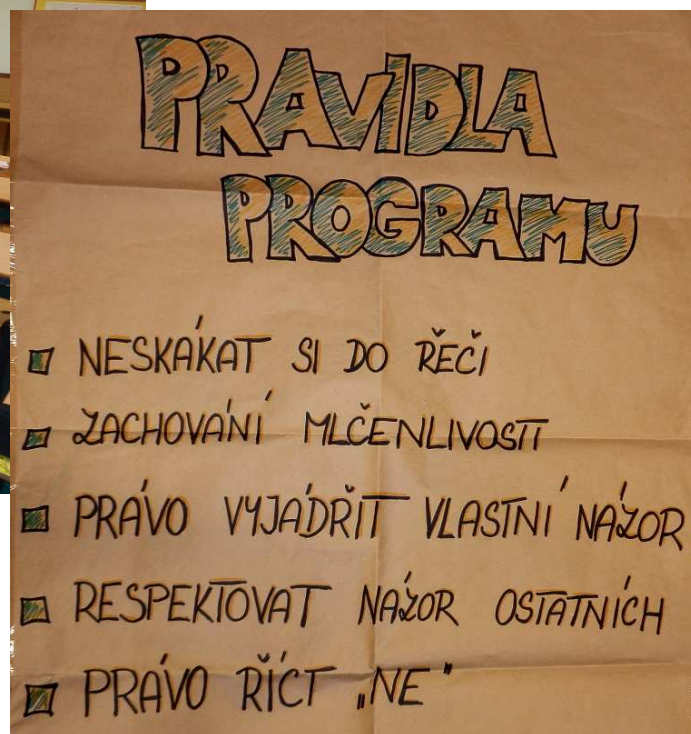 PRAVIDLA
PROGRAMU
NESKÁKAT SI DO ŘEČI
ZACHOVÁNÍ MLČENLIVOSTI
PRÁVO VYJÁDŘIT VLASTNÍ NÁZOR
RESPEKTOVAT NÁZOR OSTATNÍCH
PRÁVO ŘÍCT „NE"